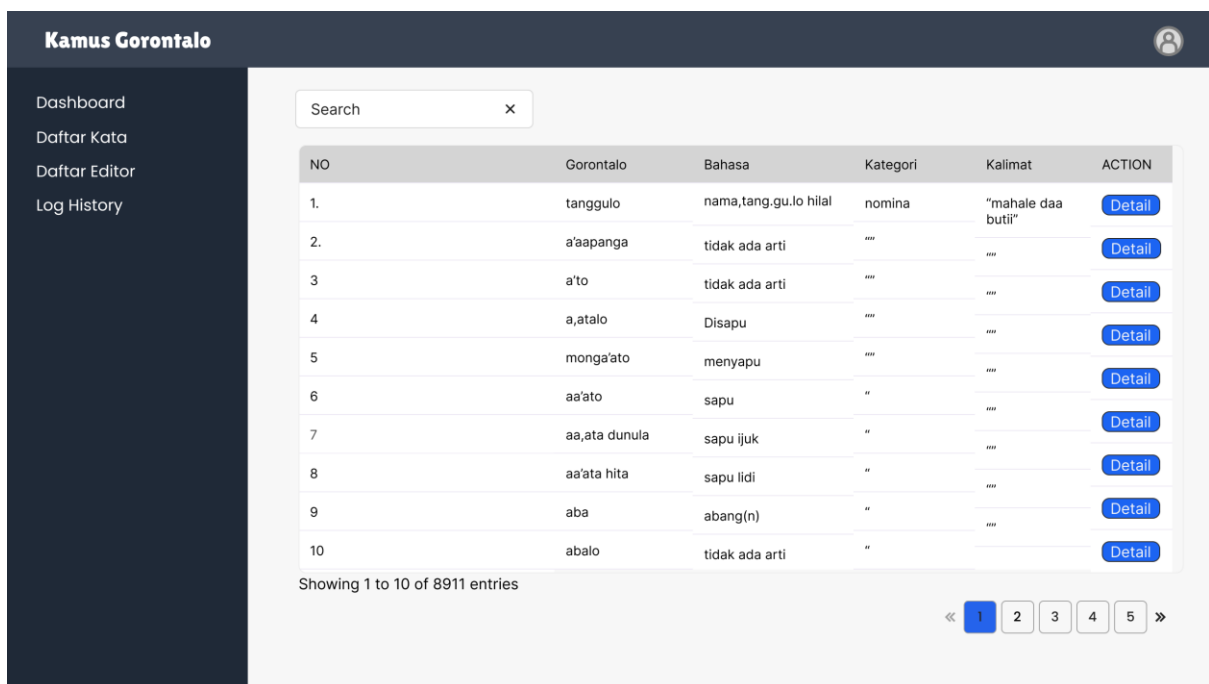 Kamus Gorontalo
Dashboard
Daftar Kata
Daftar Editor
Log History
Search ×
NO Gorontalo Bahasa Kategori Kalimat ACTION
1. tanggulo nama,tang.gu.lo hilal nomina “mahale daa butii” Detail
2. a’aapanga tidak ada arti “” “” Detail
3 a’to tidak ada arti “” “” Detail
4 a,atalo Disapu “” “” Detail
5 monga’ato menyapu “” “” Detail
6 aa’ato sapu “ “” Detail
7 aa,ata dunula sapu ijuk “ “” Detail
8 aa’ata hita sapu lidi “ “” Detail
9 aba abang(n) “ “” Detail
10 abalo tidak ada arti “ Detail
Showing 1 to 10 of 8911 entries
« 1 2 3 4 5 »